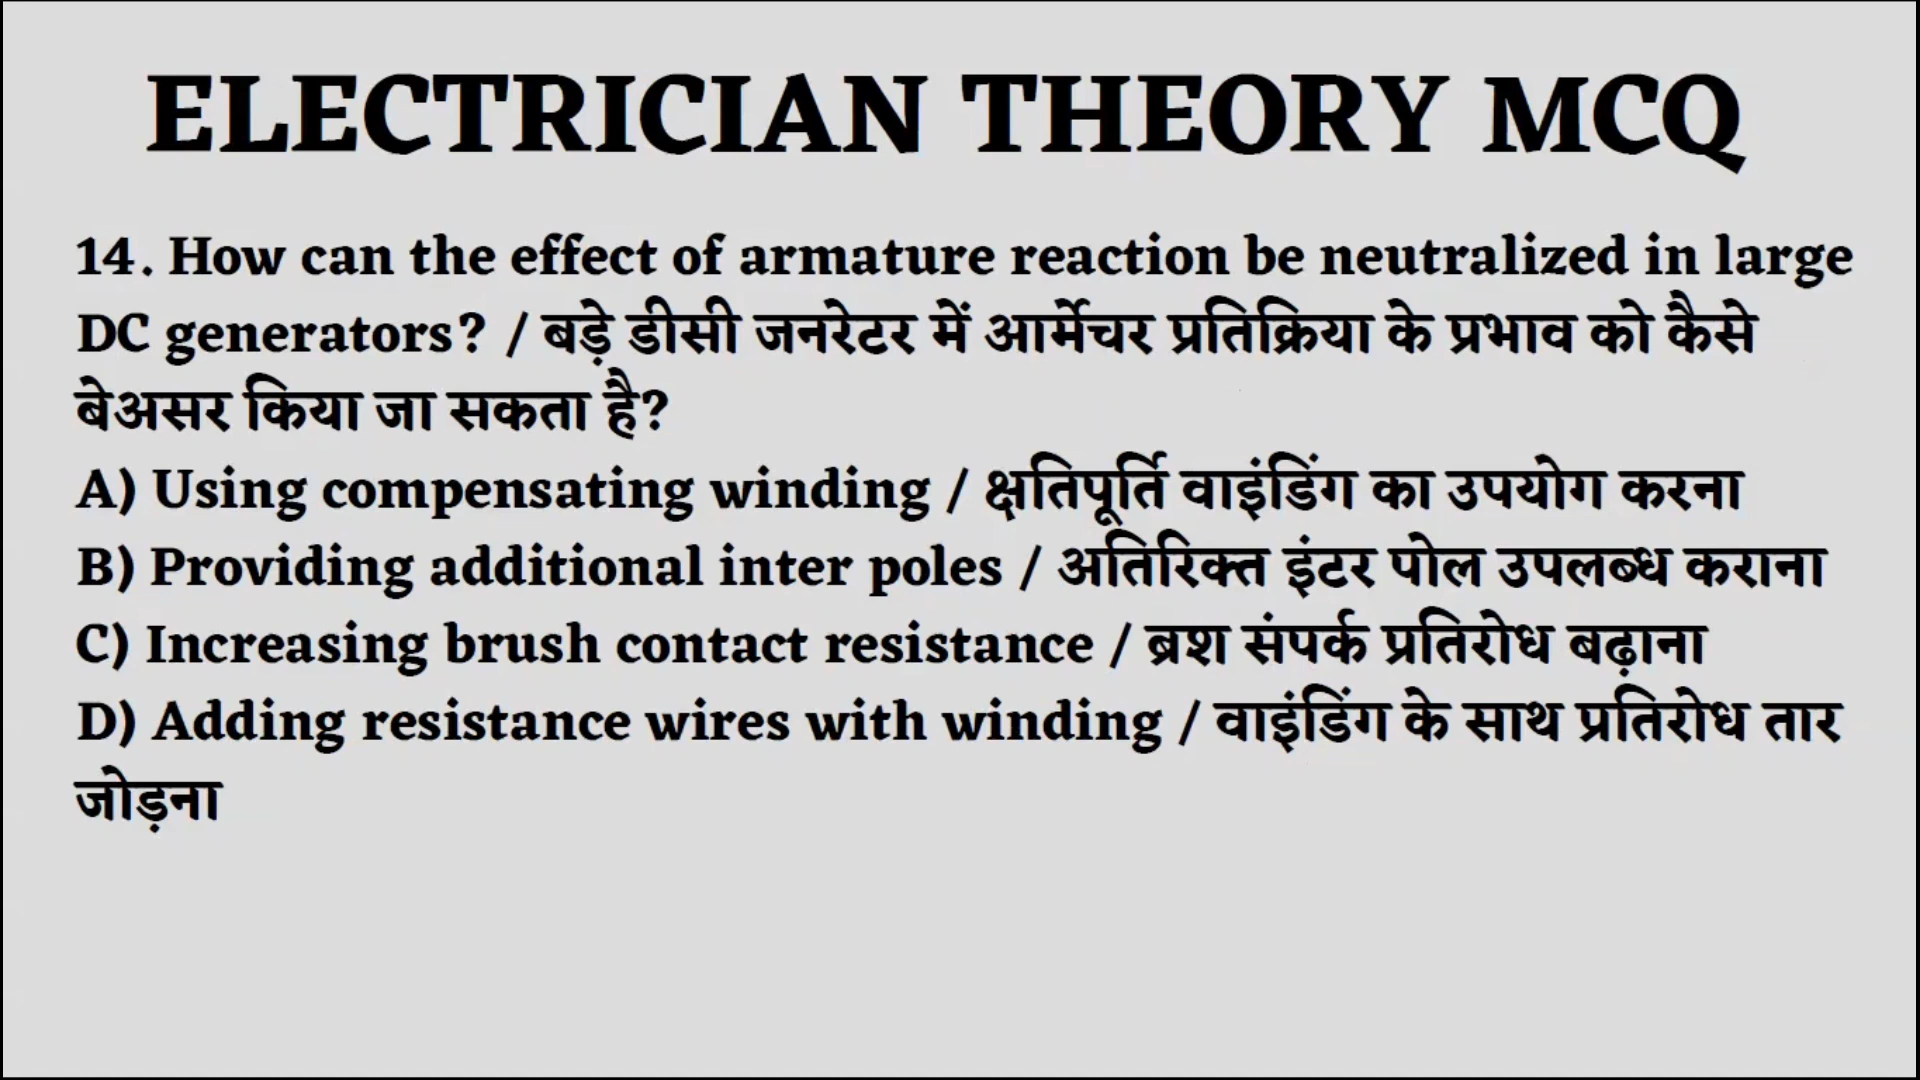 ELECTRICIAN THEORY MCQ
14. How can the effect of armature reaction be neutralized in large
DC generators? / बड़े डीसी जनरेटर में आर्मेचर प्रतिक्रिया के प्रभाव को कैसे
बेअसर किया जा सकता है?
A) Using compensating winding / क्षतिपूर्ति वाइंडिंग का उपयोग करना
B) Providing additional inter poles / अतिरिक्त इंटर पोल उपलब्ध कराना
C) Increasing brush contact resistance / ब्रश संपर्क प्रतिरोध बढ़ाना
D) Adding resistance wires with winding / वाइंडिंग के साथ प्रतिरोध तार
जोड़ना